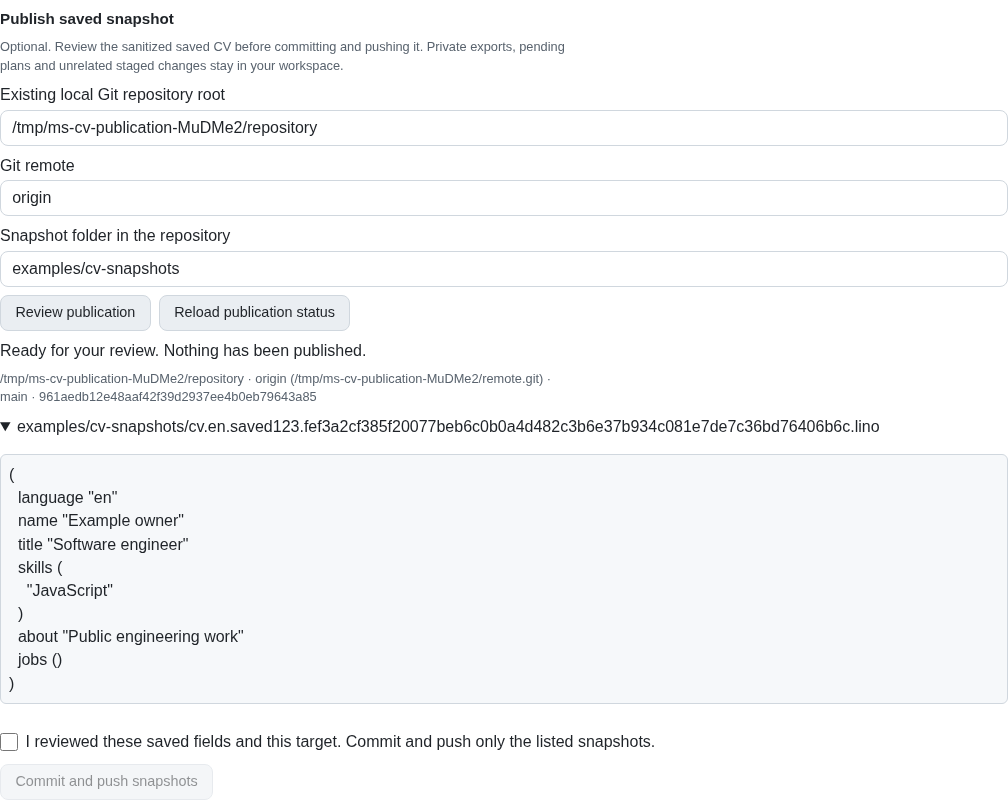 Publish saved snapshot
Optional. Review the sanitized saved CV before committing and pushing it. Private exports, pending
plans and unrelated staged changes stay in your workspace.
Existing local Git repository root
/tmp/ms-cv-publication-MuDMe2/repository
Git remote
origin
Snapshot folder in the repository
examples/cv-snapshots
Review publication Reload publication status
Ready for your review. Nothing has been published.
/tmp/ms-cv-publication-MuDMe2/repository · origin (/tmp/ms-cv-publication-MuDMe2/remote.git) ·
main · 961aedb12e48aaf42f39d2937ee4b0eb79643a85
▼ examples/cv-snapshots/cv.en.saved123.fef3a2cf385f20077beb6c0b0a4d482c3b6e37b934c081e7de7c36bd76406b6c.lino
(
  language "en"
  name "Example owner"
  title "Software engineer"
  skills (
    "JavaScript"
  )
  about "Public engineering work"
  jobs ()
)
I reviewed these saved fields and this target. Commit and push only the listed snapshots.
Commit and push snapshots